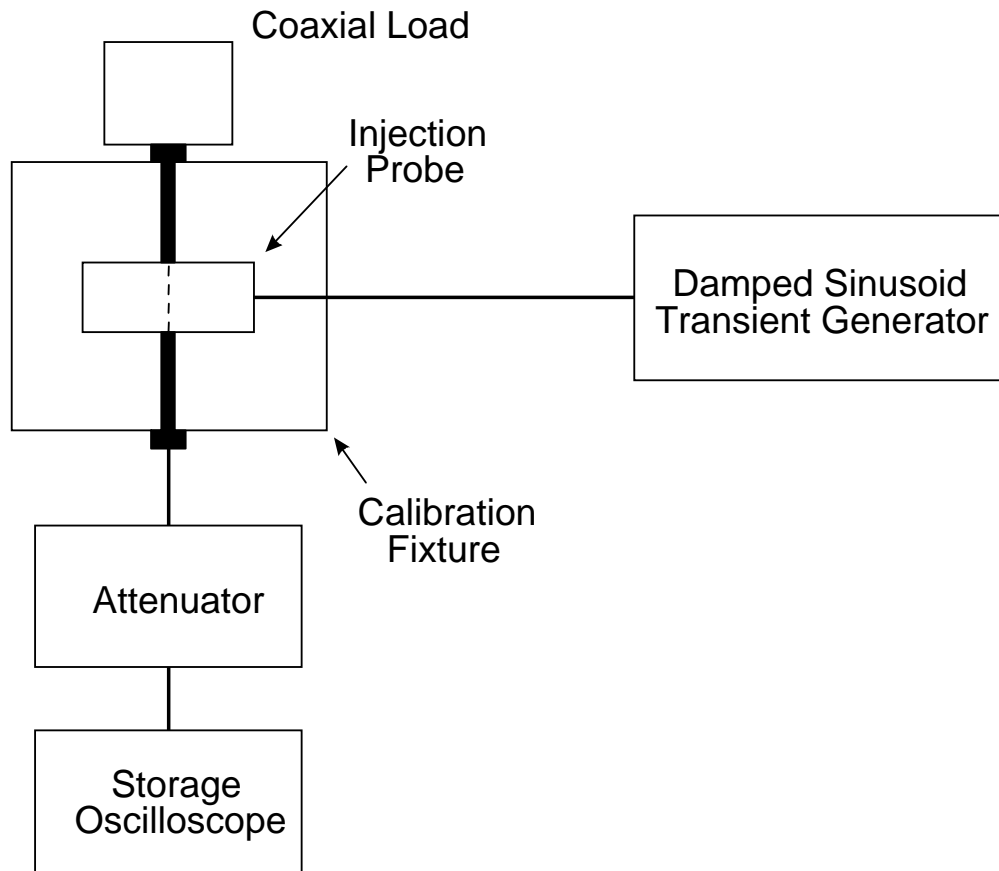 Coaxial Load
Injection
Probe
Damped Sinusoid
Transient Generator
Calibration
Fixture
Attenuator
Storage
Oscilloscope